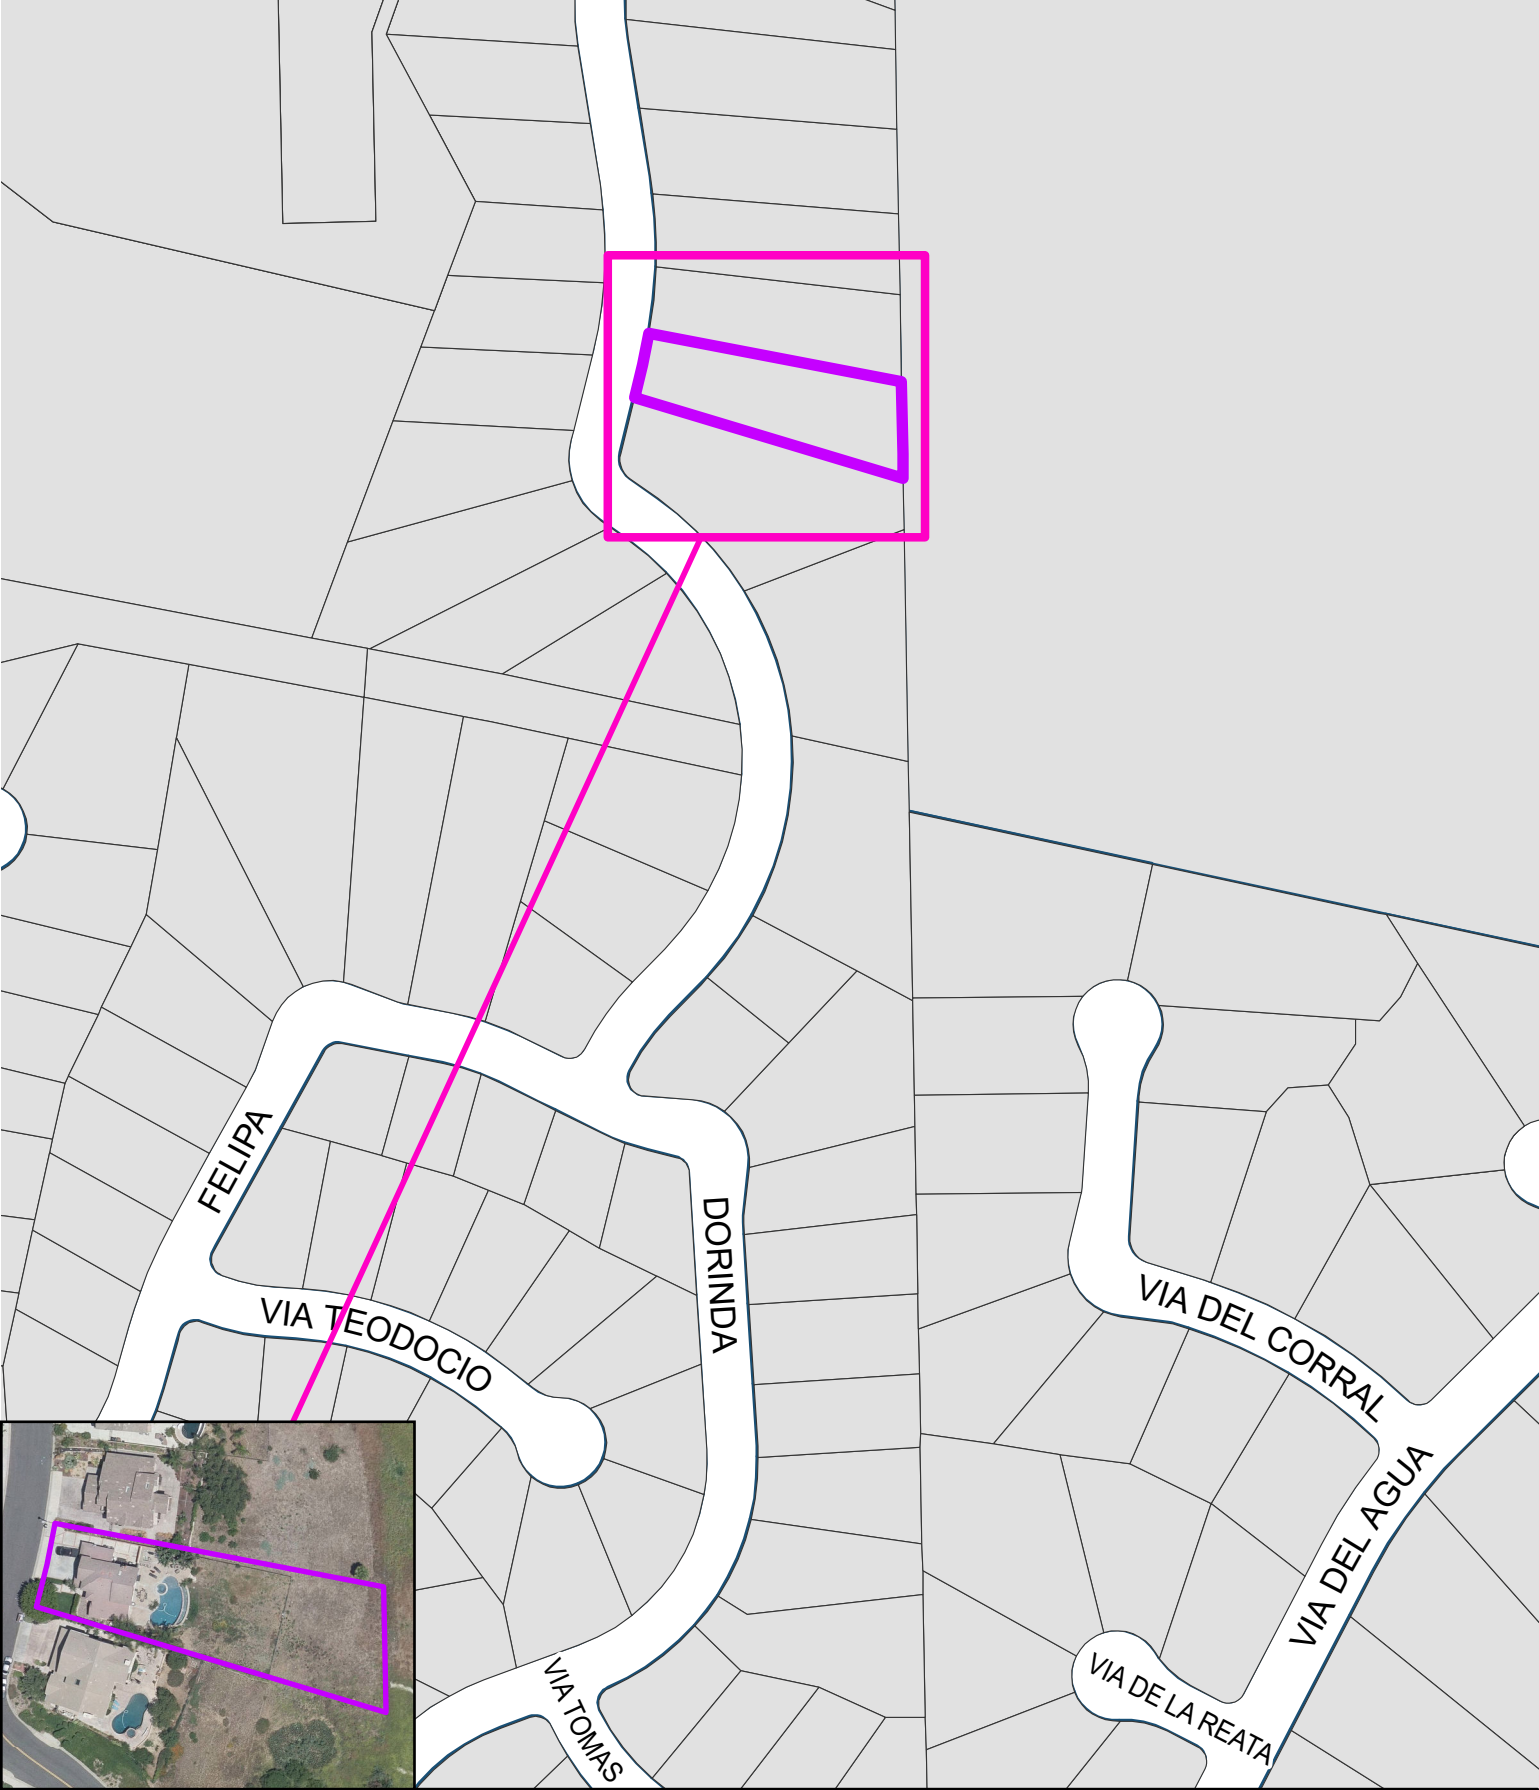 FELIPA
DORINDA
VIA TEODOCIO
VIA DEL CORRAL
VIA DEL AGUA
VIA DE LA REATA
VIA TOMAS